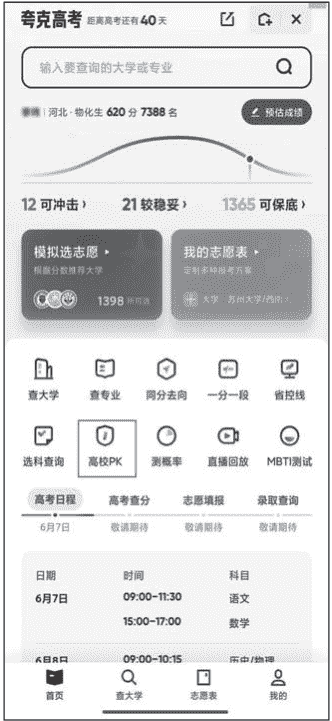 夸克高考 距离高考还有40天
输入要查询的大学或专业
河北·物化生 620 分 7388 名
预估成绩
12 可冲击 › 21 较稳妥 › 1365 可保底 ›
模拟选志愿 ▸ 我的志愿表 ▸
根据分数推荐大学 定制多种报考方案
1398 所可选 大学 苏州大学/西南
查大学 查专业 同分去向 一分一段 省控线
选科查询 高校PK 测概率 直播回放 MBTI测试
高考日程 高考查分 志愿填报 录取查询
6月7日 敬请期待 敬请期待 敬请期待
日期 时间 科目
6月7日 09:00-11:30 语文
15:00-17:00 数学
6月8日 09:00-10:15 历史/物理
首页 查大学 志愿表 我的